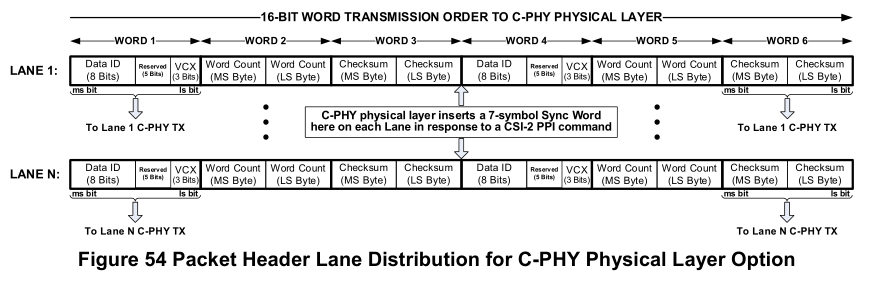 16-BIT WORD TRANSMISSION ORDER TO C-PHY PHYSICAL LAYER
WORD 1 WORD 2 WORD 3 WORD 4 WORD 5 WORD 6
LANE 1:
Data ID Reserved VCX Word Count Word Count Checksum Checksum Data ID Reserved VCX Word Count Word Count Checksum Checksum
(8 Bits) (5 Bits) (3 Bits) (MS Byte) (LS Byte) (MS Byte) (LS Byte) (8 Bits) (5 Bits) (3 Bits) (MS Byte) (LS Byte) (MS Byte) (LS Byte)
ms bit ls bit ms bit ls bit
C-PHY physical layer inserts a 7-symbol Sync Word
here on each Lane in response to a CSI-2 PPI command
To Lane 1 C-PHY TX To Lane 1 C-PHY TX
LANE N:
Data ID Reserved VCX Word Count Word Count Checksum Checksum Data ID Reserved VCX Word Count Word Count Checksum Checksum
(8 Bits) (5 Bits) (3 Bits) (MS Byte) (LS Byte) (MS Byte) (LS Byte) (8 Bits) (5 Bits) (3 Bits) (MS Byte) (LS Byte) (MS Byte) (LS Byte)
ms bit ls bit ms bit ls bit
To Lane N C-PHY TX To Lane N C-PHY TX
Figure 54 Packet Header Lane Distribution for C-PHY Physical Layer Option